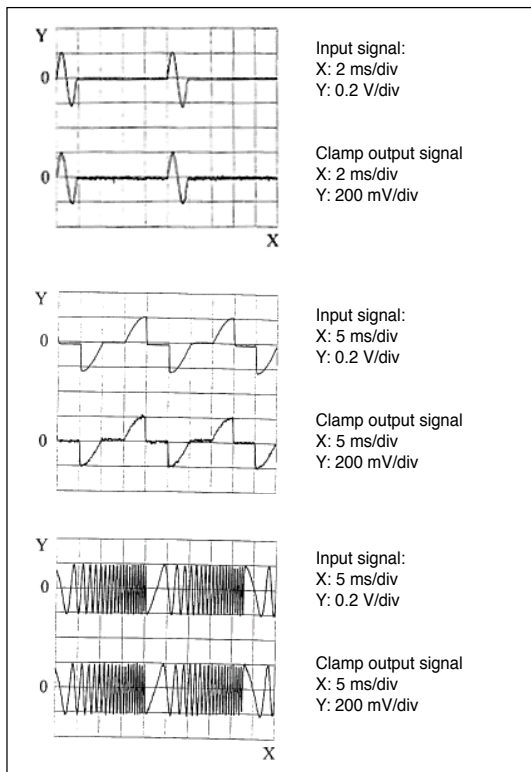 Y
0
Input signal:
X: 2 ms/div
Y: 0.2 V/div
0
Clamp output signal
X: 2 ms/div
Y: 200 mV/div
X
Y
0
Input signal:
X: 5 ms/div
Y: 0.2 V/div
0
Clamp output signal
X: 5 ms/div
Y: 200 mV/div
Y
0
Input signal:
X: 5 ms/div
Y: 0.2 V/div
0
Clamp output signal
X: 5 ms/div
Y: 200 mV/div
X